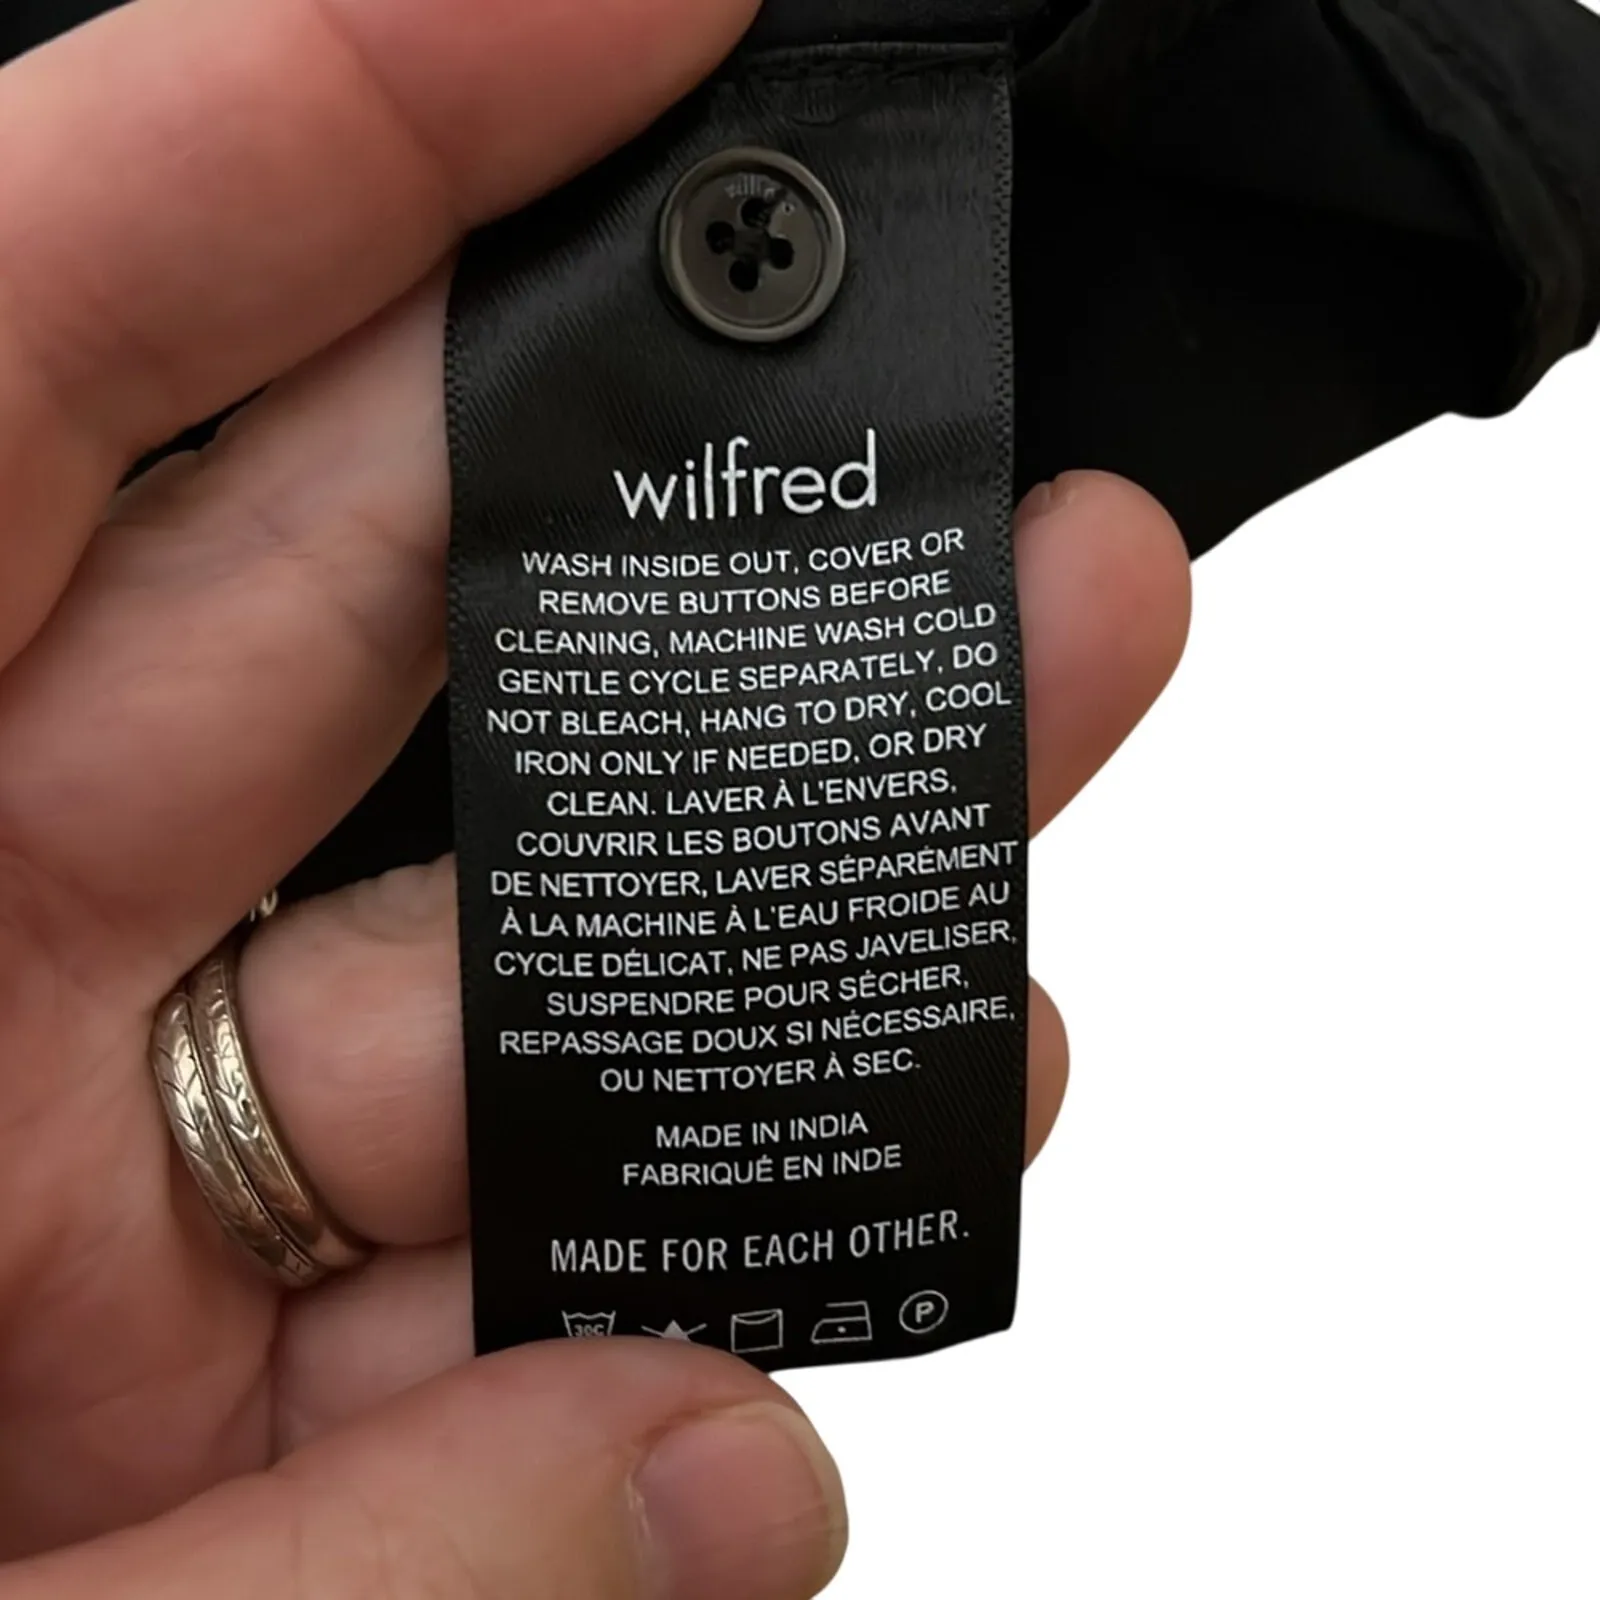 wilfred
WASH INSIDE OUT, COVER OR
REMOVE BUTTONS BEFORE
CLEANING, MACHINE WASH COLD
GENTLE CYCLE SEPARATELY, DO
NOT BLEACH, HANG TO DRY, COOL
IRON ONLY IF NEEDED, OR DRY
CLEAN. LAVER À L'ENVERS,
COUVRIR LES BOUTONS AVANT
DE NETTOYER, LAVER SÉPARÉMENT
À LA MACHINE À L'EAU FROIDE AU
CYCLE DÉLICAT, NE PAS JAVELISER,
SUSPENDRE POUR SÉCHER,
REPASSAGE DOUX SI NÉCESSAIRE,
OU NETTOYER À SEC.
MADE IN INDIA
FABRIQUÉ EN INDE
MADE FOR EACH OTHER.
30C P